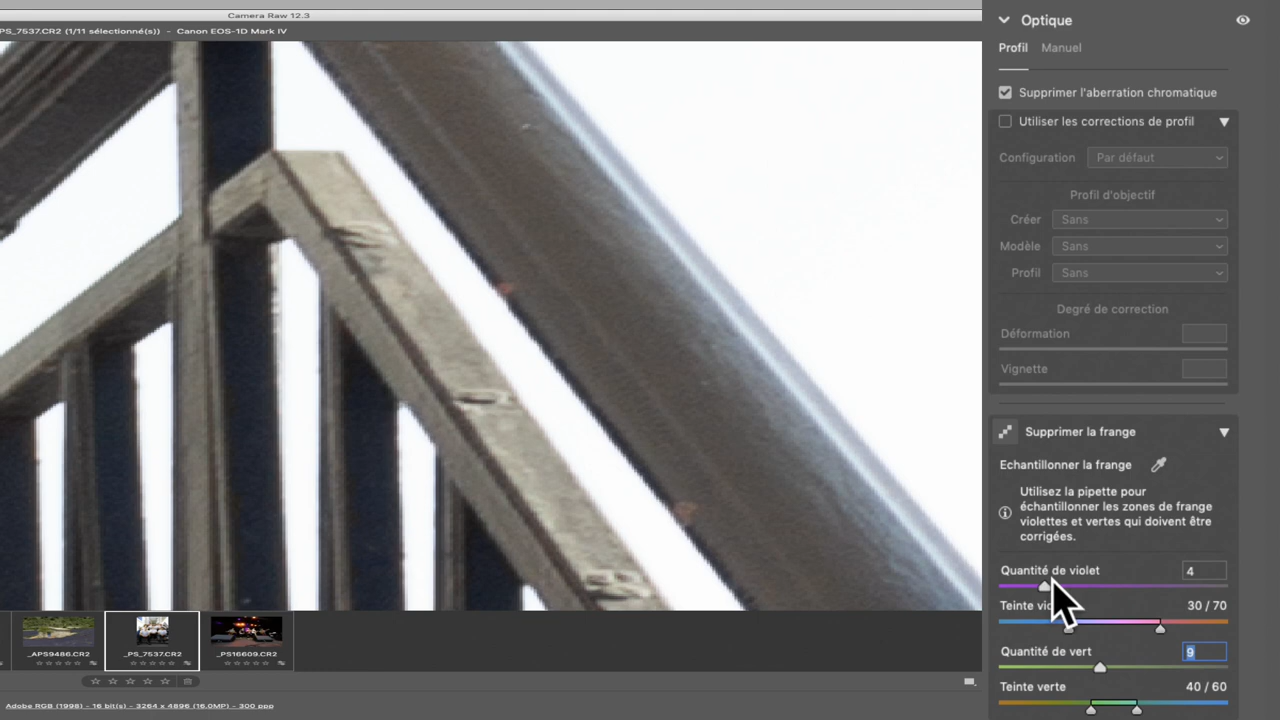 Camera Raw 12.3
PS_7537.CR2 (1/11 sélectionné(s)) - Canon EOS-1D Mark IV
Optique
Profil Manuel
Supprimer l'aberration chromatique
Utiliser les corrections de profil
Configuration Par défaut
Profil d'objectif
Créer Sans
Modèle Sans
Profil Sans
Degré de correction
Déformation
Vignette
Supprimer la frange
Echantillonner la frange
Utilisez la pipette pour
échantillonner les zones de frange
violettes et vertes qui doivent être
corrigées.
Quantité de violet 4
Teinte 30 / 70
Quantité de vert 9
Teinte verte 40 / 60
_APS9486.CR2 _PS_7537.CR2 _PS16609.CR2
Adobe RGB (1998) - 16 bit(s) - 3264 x 4896 (16.0MP) - 300 ppp